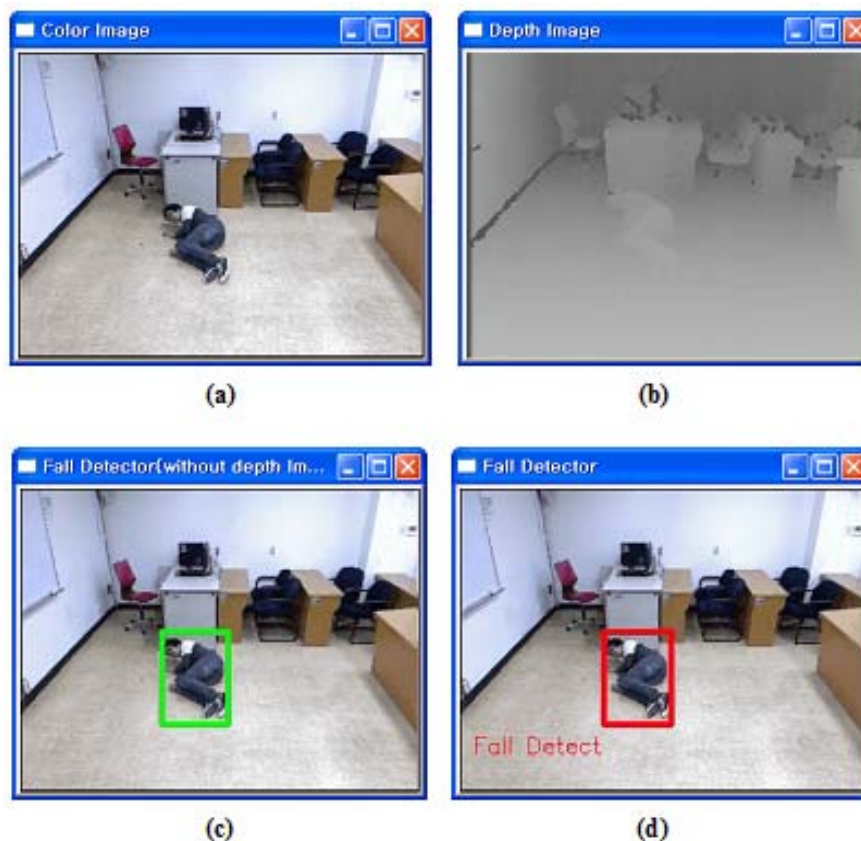 Color Image
Depth Image
(a)
(b)
Fall Detector(without depth Im...
Fall Detector
Fall Detect
(c)
(d)